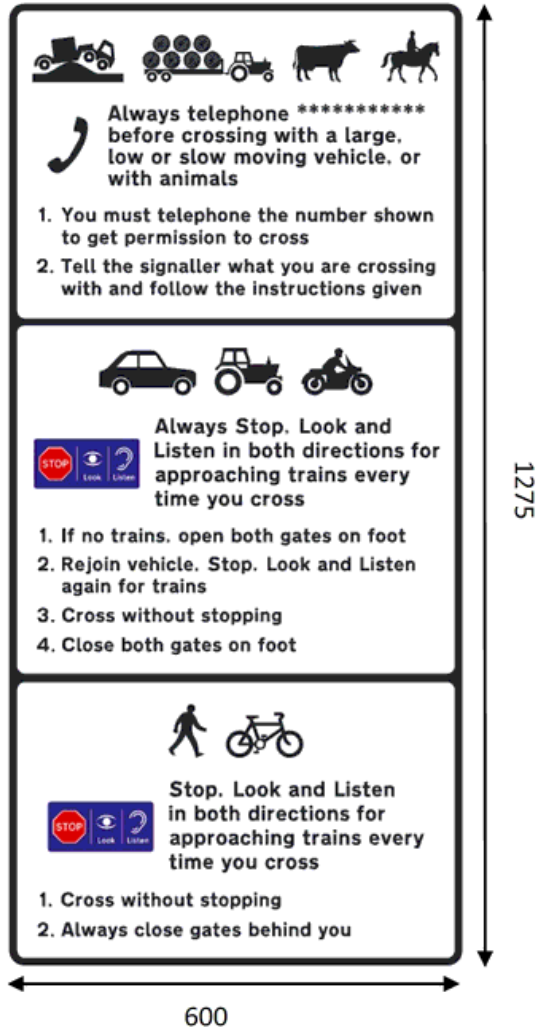 Always telephone ***********
before crossing with a large,
low or slow moving vehicle, or
with animals
1. You must telephone the number shown
to get permission to cross
2. Tell the signaller what you are crossing
with and follow the instructions given
Always Stop, Look and
Listen in both directions for
approaching trains every
time you cross
STOP
Look
Listen
1. If no trains, open both gates on foot
2. Rejoin vehicle, Stop, Look and Listen
again for trains
3. Cross without stopping
4. Close both gates on foot
Stop, Look and Listen
in both directions for
approaching trains every
time you cross
STOP
Look
Listen
1. Cross without stopping
2. Always close gates behind you
1275
600